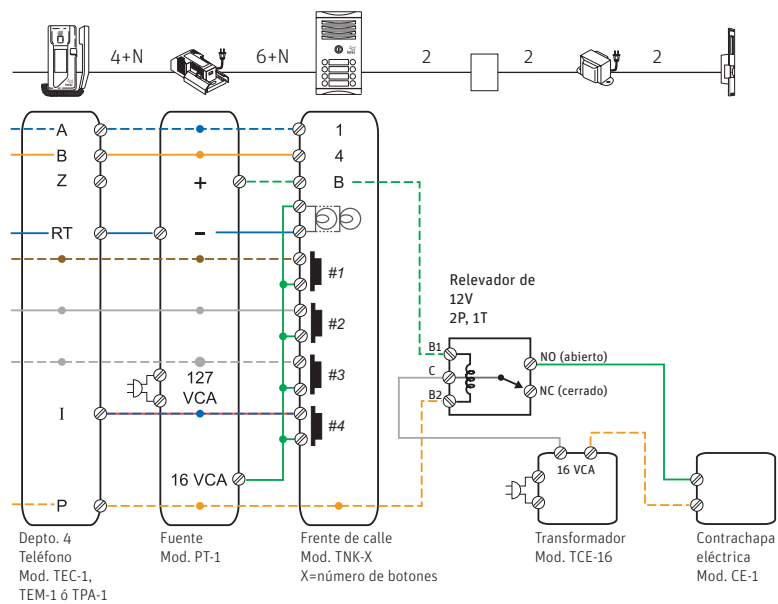 4+N
6+N
2
2
2
A
B
Z
RT
I
P
+
−
127
VCA
16 VCA
1
4
B
#1
#2
#3
#4
Relevador de
12V
2P, 1T
B1
C
B2
NO (abierto)
NC (cerrado)
16 VCA
Depto. 4
Teléfono
Mod. TEC-1,
TEM-1 ó TPA-1
Fuente
Mod. PT-1
Frente de calle
Mod. TNK-X
X=número de botones
Transformador
Mod. TCE-16
Contrachapa
eléctrica
Mod. CE-1